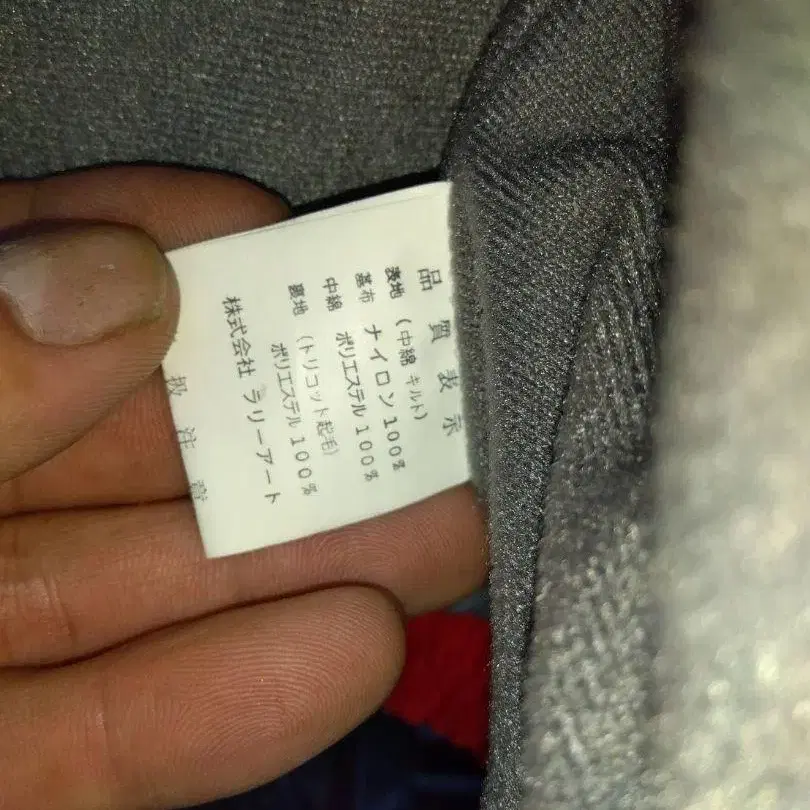 品質表示
表地 (中綿 キルト)
基布 ナイロン100%
中綿 ポリエステル100%
裏地 (トリコット起毛)
ポリエステル100%
株式会社 ラリーアート
扱注意